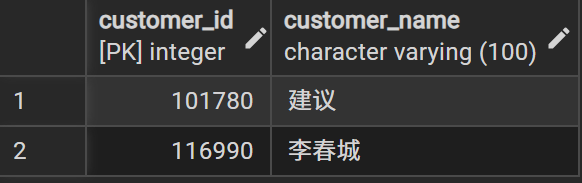 customer_id customer_name
[PK] integer character varying (100)
1 101780 建议
2 116990 李春城